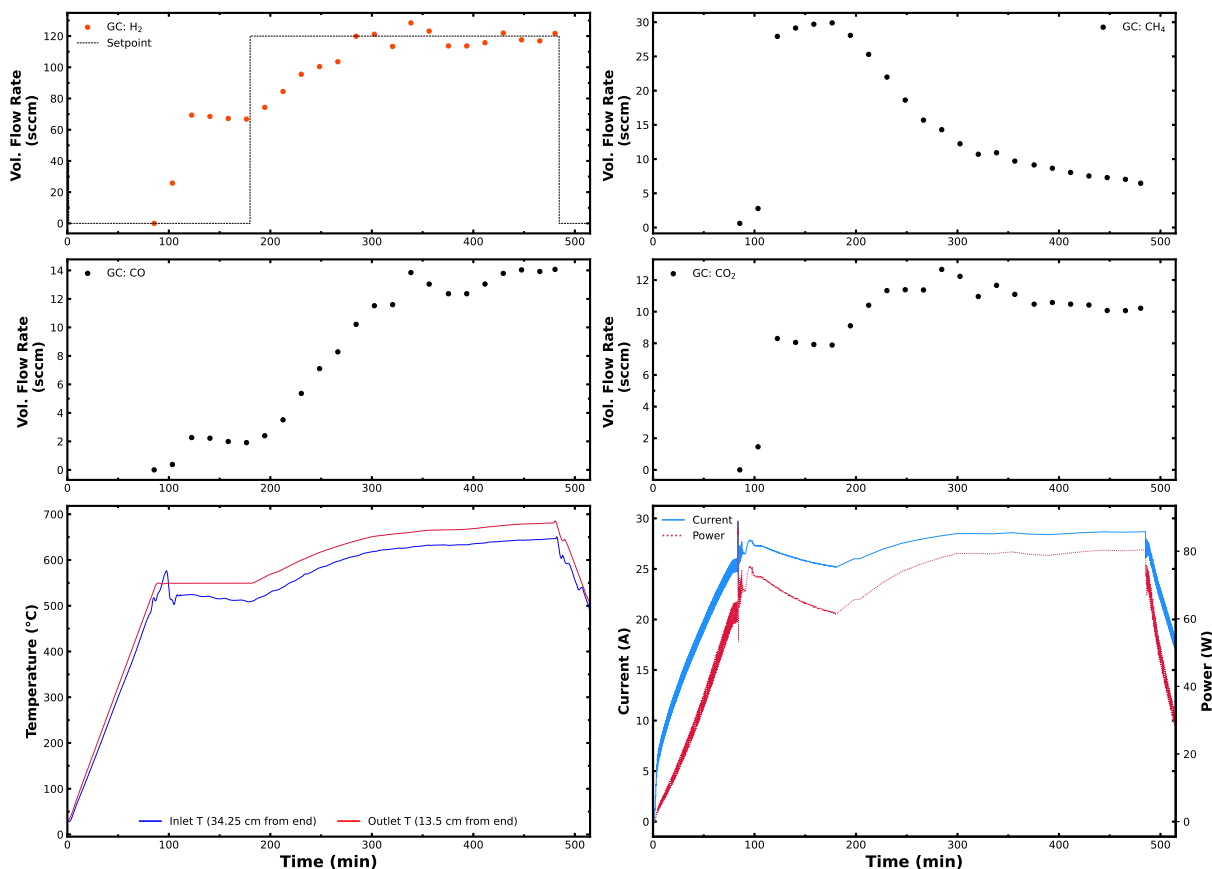 GC: H₂
Setpoint
Vol. Flow Rate
(sccm)
0
20
40
60
80
100
120
0 100 200 300 400 500
GC: CH₄
Vol. Flow Rate
(sccm)
0
5
10
15
20
25
30
0 100 200 300 400 500
GC: CO
Vol. Flow Rate
(sccm)
0
2
4
6
8
10
12
14
0 100 200 300 400 500
GC: CO₂
Vol. Flow Rate
(sccm)
0
2
4
6
8
10
12
0 100 200 300 400 500
Temperature (°C)
0
100
200
300
400
500
600
700
Inlet T (34.25 cm from end) Outlet T (13.5 cm from end)
0 100 200 300 400 500
Time (min)
Current
Power
Current (A)
0
5
10
15
20
25
30
Power (W)
0
20
40
60
80
0 100 200 300 400 500
Time (min)